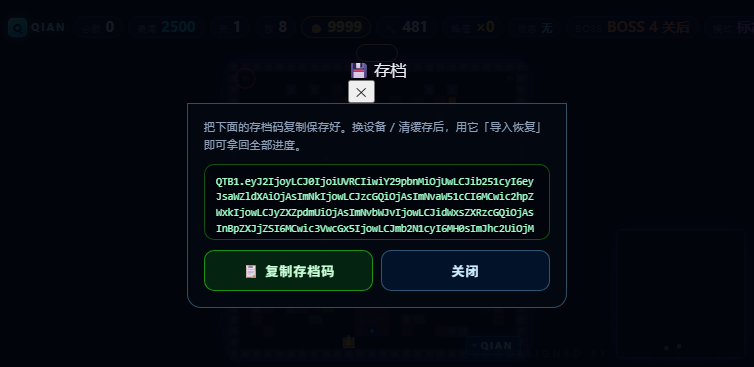 QIAN
0
2500
8
9999
481
×0
无
BOSS 4 关后
存档
×
把下面的存档码复制保存好。换设备 / 清缓存后，用它「导入恢复」
即可拿回全部进度。
QTB1.eyJ2IjoyLCJ0IjoiUVRCIiwiY29pbnMiOjUwLCJib251cyI6ey
JsaWZldXAiOjAsImNkIjowLCJzcGQiOjAsImNvaW51cCI6MCwic2hpZ
WxkIjowLCJyZXZpdmUiOjAsImNvbWJvIjowLCJidWxsZXRzcGQiOjAs
InBpZXJjZSI6MCwic3VwcGx5IjowLCJmb2N1cyI6MH0sImJhc2UiOjM
复制存档码
关闭
QIAN